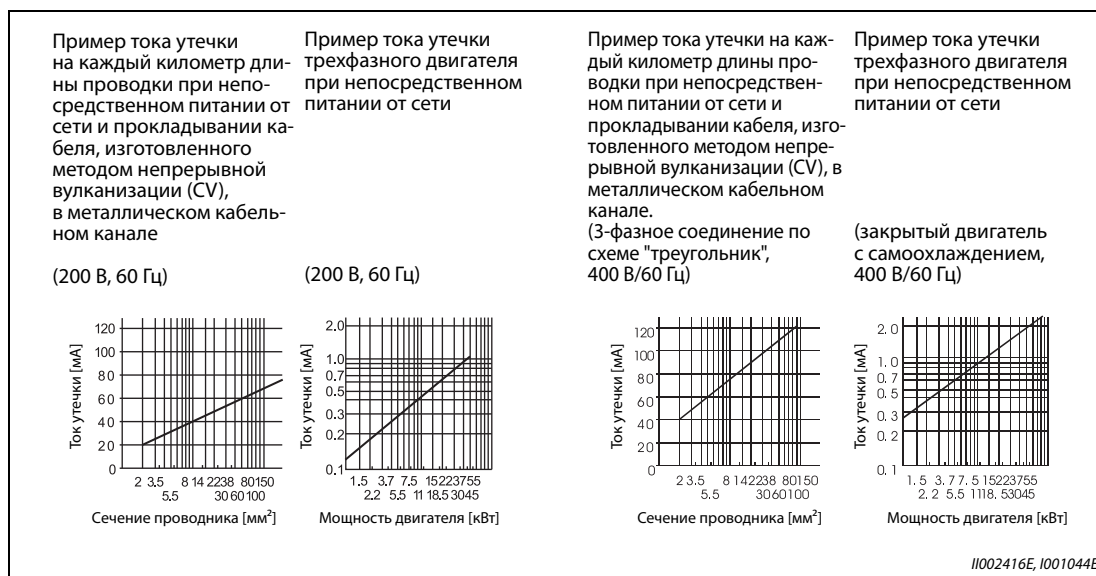 Пример тока утечки
на каждый километр дли-
ны проводки при непо-
средственном питании от
сети и прокладывании ка-
беля, изготовленного
методом непрерывной
вулканизации (CV),
в металлическом кабель-
ном канале
(200 В, 60 Гц)
Пример тока утечки
трехфазного двигателя
при непосредственном
питании от сети
(200 В, 60 Гц)
Пример тока утечки на каж-
дый километр длины про-
водки при непосредствен-
ном питании от сети и
прокладывании кабеля, изго-
товленного методом непре-
рывной вулканизации (CV), в
металлическом кабельном
канале.
(3-фазное соединение по
схеме "треугольник",
400 В/60 Гц)
Пример тока утечки
трехфазного двигателя
при непосредственном
питании от сети
(закрытый двигатель
с самоохлаждением,
400 В/60 Гц)
Ток утечки [мА]
120
100
80
60
40
20
0
2 3.5 8 14 22 38 80 150
5.5 30 60 100
Сечение проводника [мм²]
Ток утечки [мА]
2.0
1.0
0.7
0.5
0.3
0.2
0.1
1.5 3.7 7.5 15 22 37 55
2.2 5.5 11 18.5 30 45
Мощность двигателя [кВт]
Ток утечки [мА]
120
100
80
60
40
20
0
2 3.5 8 14 22 38 80 150
5.5 30 60 100
Сечение проводника [мм²]
Ток утечки [мА]
2. 0
1. 0
0. 7
0. 5
0. 3
0. 2
0. 1
1. 5 3. 7 7. 5 15 22 37 55
2. 2 5. 5 11 18. 5 30 45
Мощность двигателя [кВт]
II002416E, I001044E